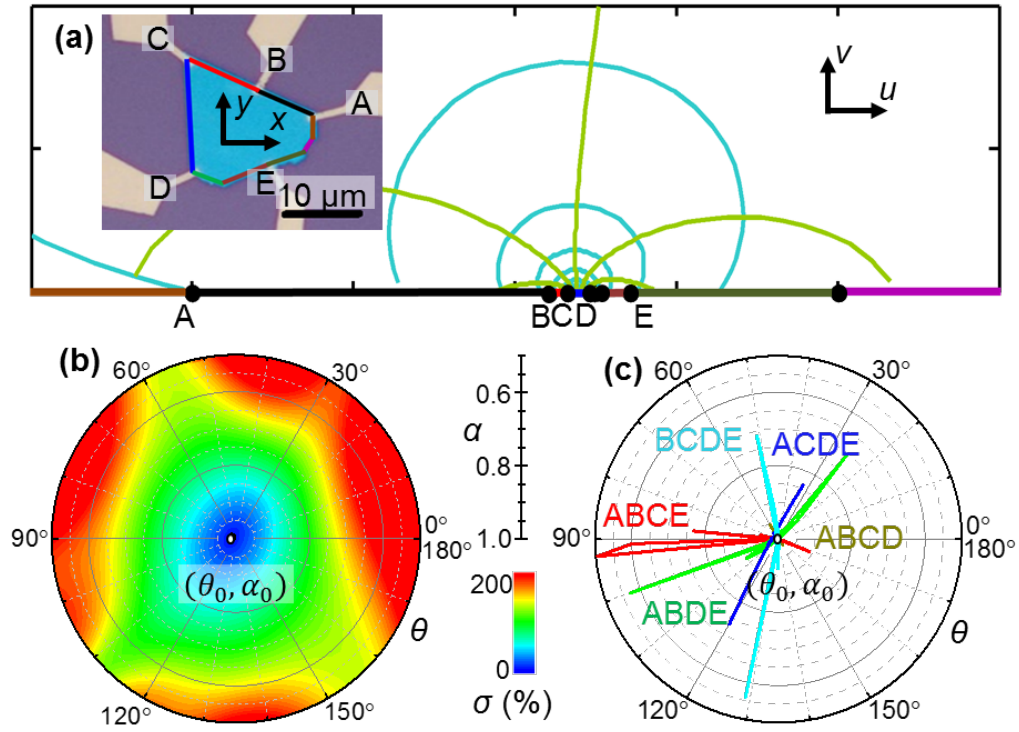 (a)
C
B
A
y
x
D
E
10 μm
v
u
A
BCD
E
(b)
60°
30°
90°
0°
180°
(θ₀, α₀)
120°
150°
θ
0.6
α
0.8
1.0
200
0
σ (%)
(c)
60°
30°
BCDE
ACDE
ABCE
90°
ABCD
0°
180°
(θ₀, α₀)
ABDE
θ
120°
150°